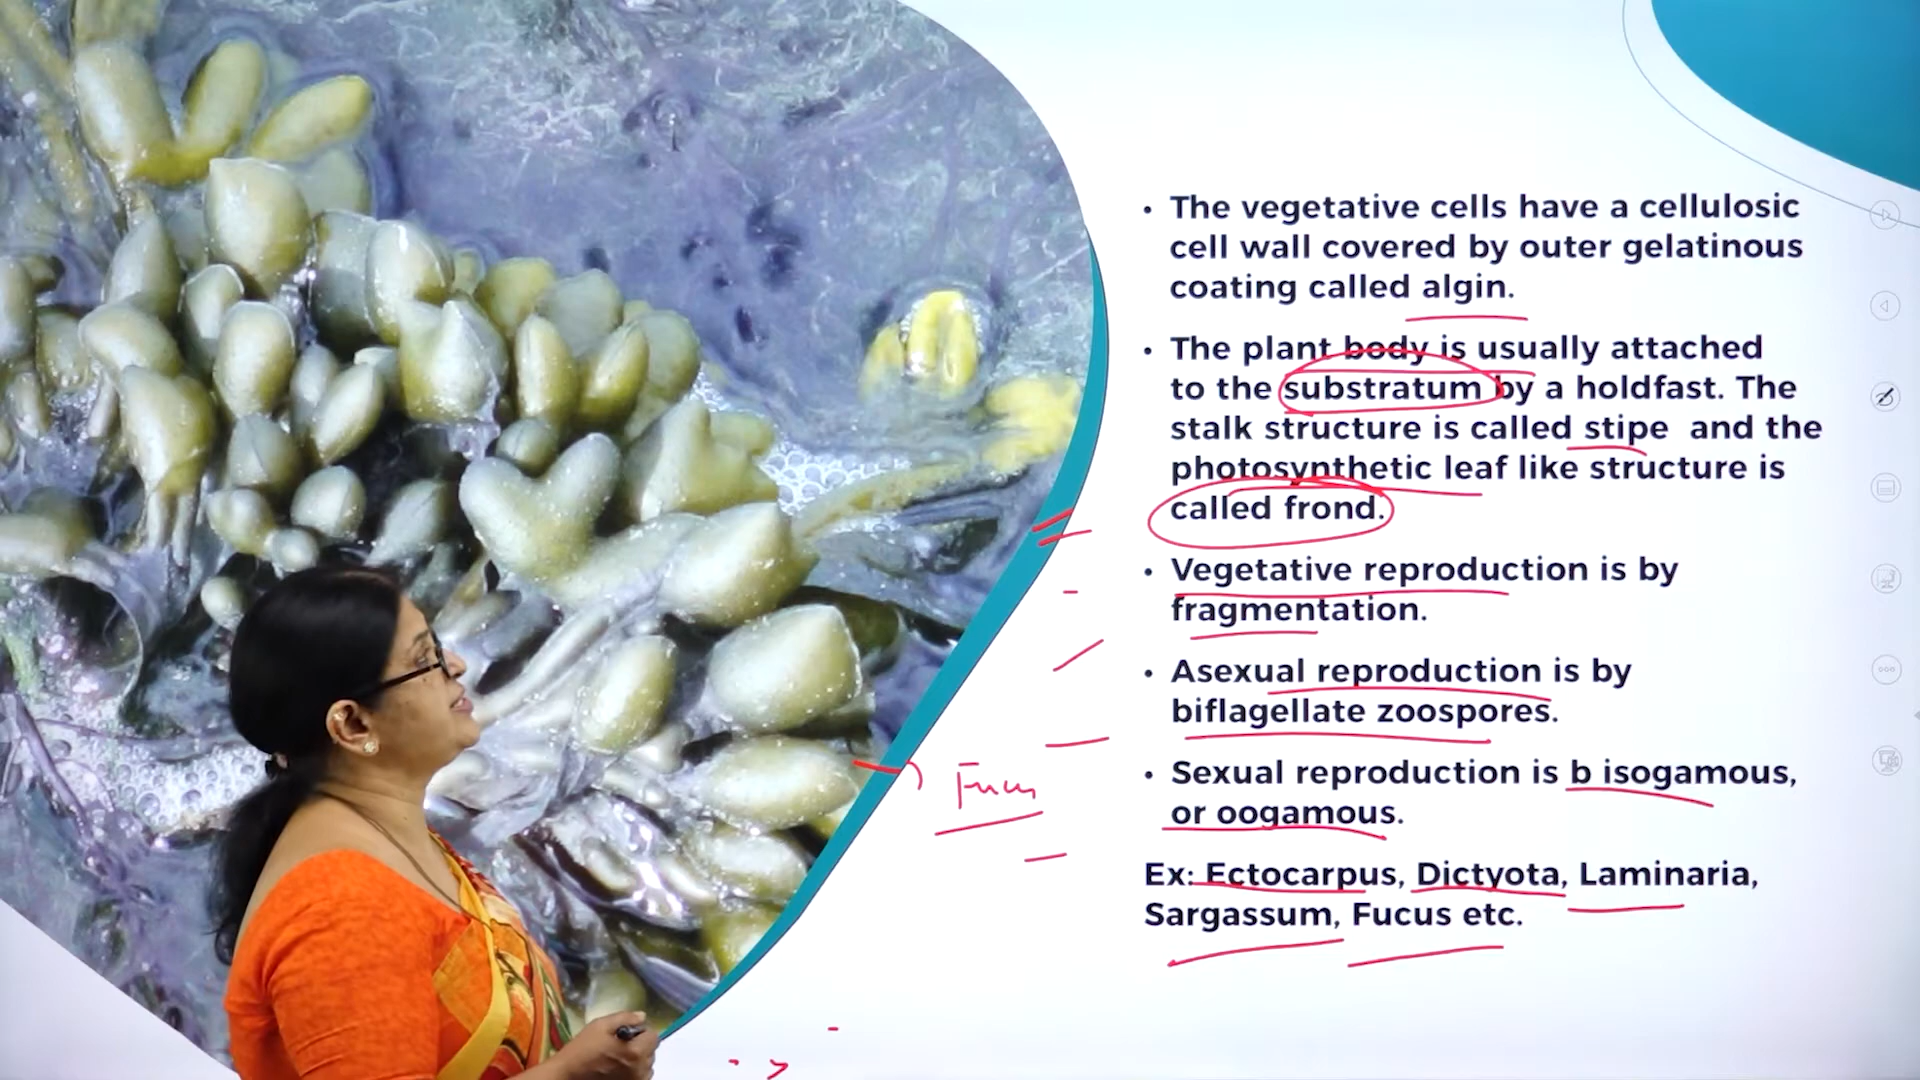 • The vegetative cells have a cellulosic
cell wall covered by outer gelatinous
coating called algin.
• The plant body is usually attached
to the substratum by a holdfast. The
stalk structure is called stipe and the
photosynthetic leaf like structure is
called frond.
• Vegetative reproduction is by
fragmentation.
• Asexual reproduction is by
biflagellate zoospores.
• Sexual reproduction is b isogamous,
or oogamous.
Ex: Ectocarpus, Dictyota, Laminaria,
Sargassum, Fucus etc.
Fucus